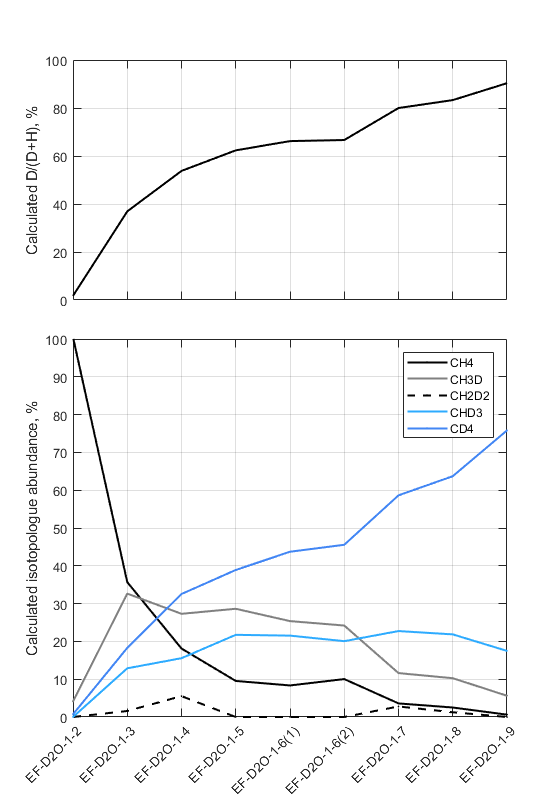 100
80
60
40
20
0
Calculated D/(D+H), %
100
90
80
70
60
50
40
30
20
10
0
Calculated isotopologue abundance, %
CH4
CH3D
CH2D2
CHD3
CD4
EF-D2O-1-2
EF-D2O-1-3
EF-D2O-1-4
EF-D2O-1-5
EF-D2O-1-6(1)
EF-D2O-1-6(2)
EF-D2O-1-7
EF-D2O-1-8
EF-D2O-1-9